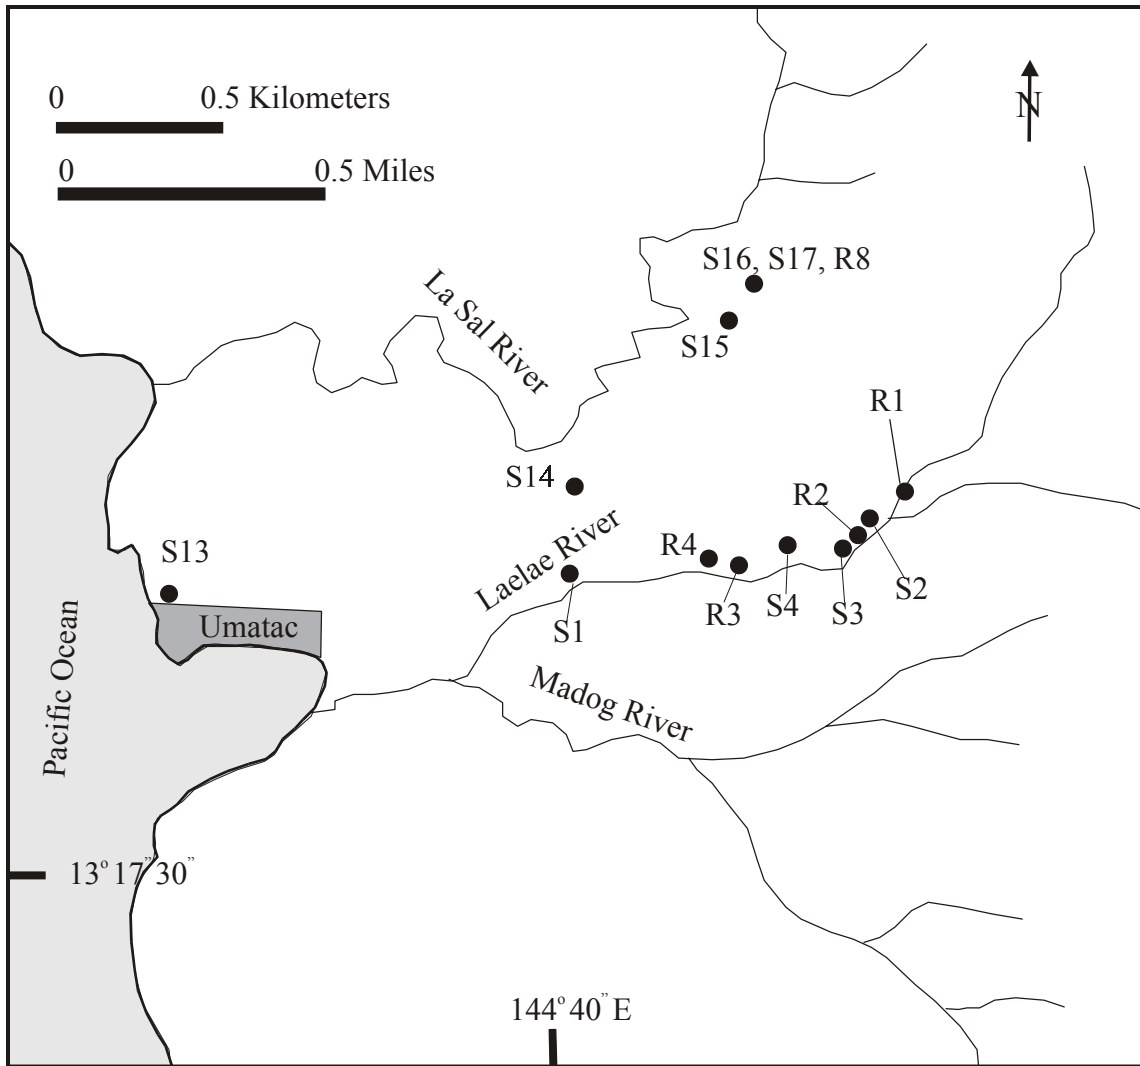 0 0.5 Kilometers
N
0 0.5 Miles
S16, S17, R8
La Sal River
S15
R1
S14
R2
Laelae River
S13
R4
S2
R3
S4
S3
S1
Umatac
Pacific Ocean
Madog River
13° 17" 30"
144° 40" E